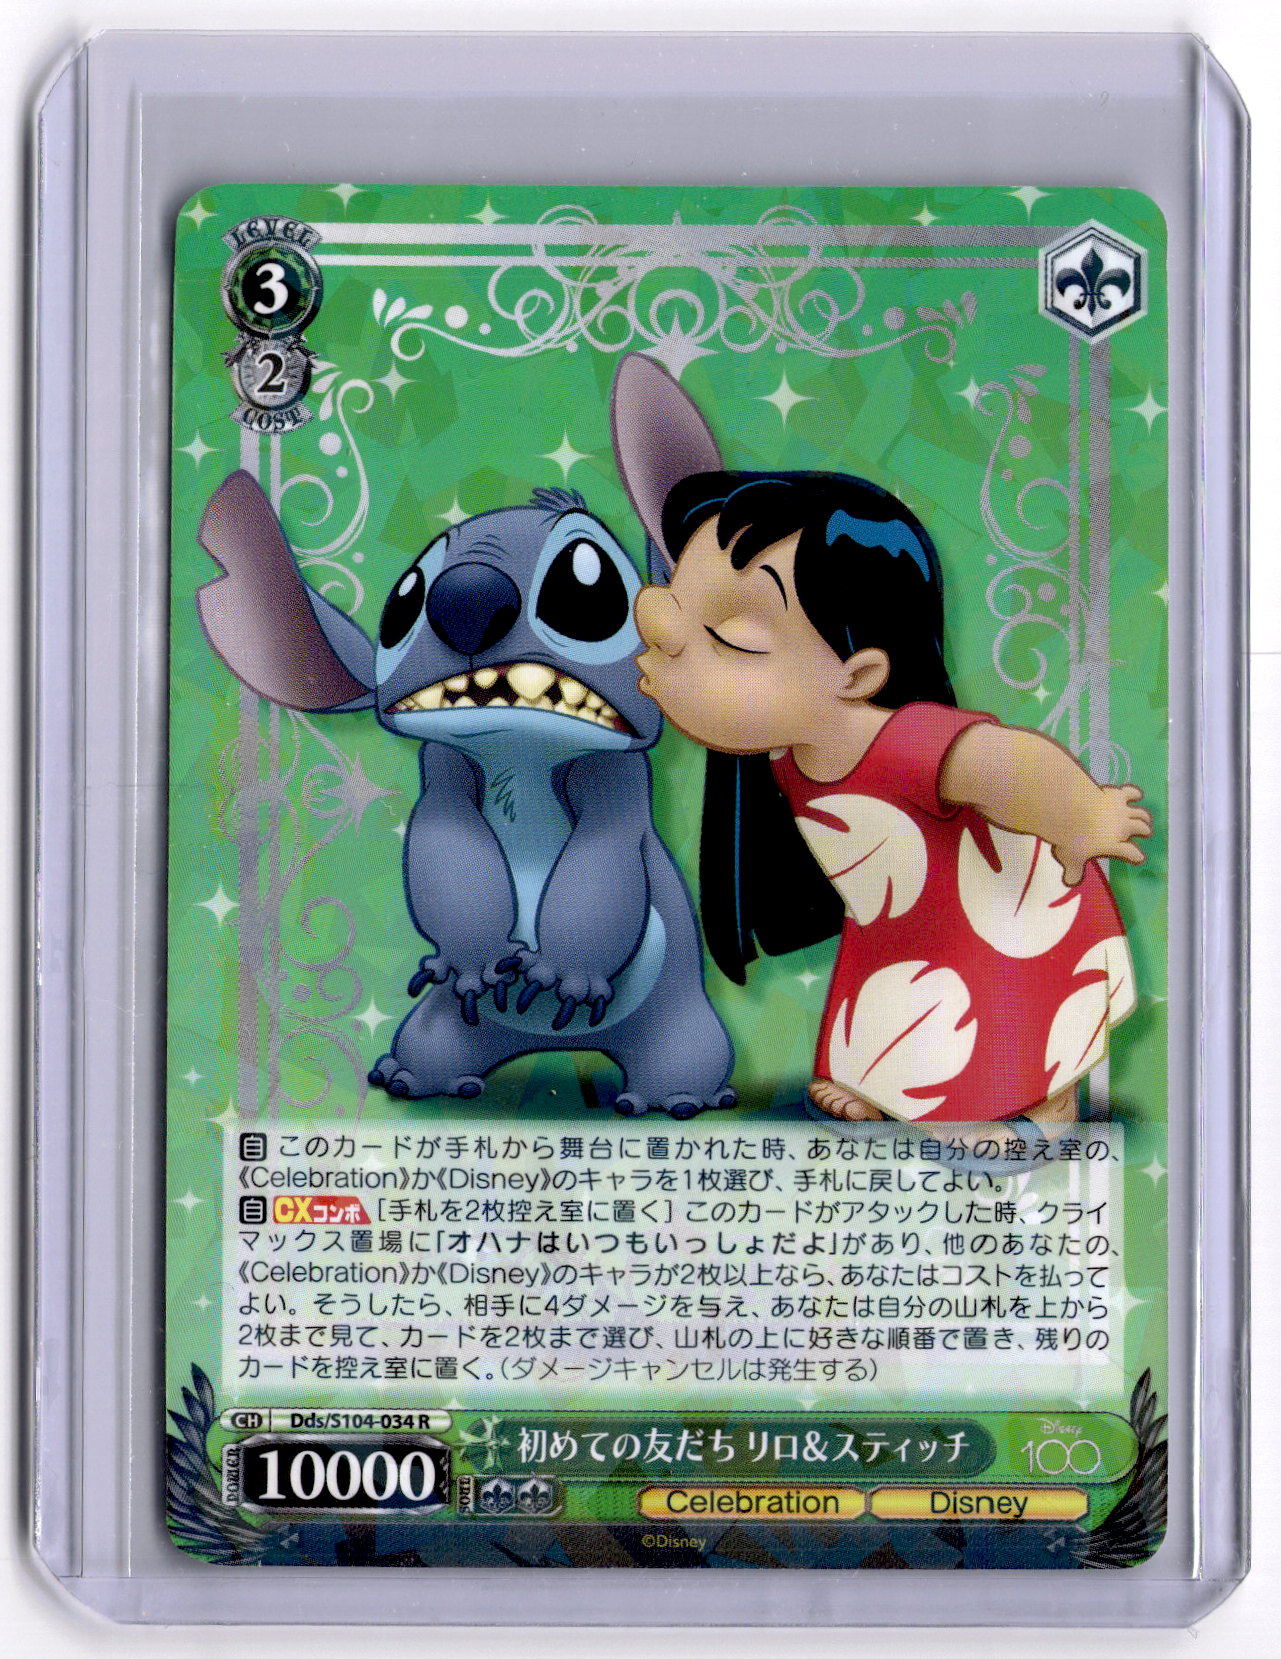 LEVEL
3
2
COST
自 このカードが手札から舞台に置かれた時、あなたは自分の控え室の、
《Celebration》か《Disney》のキャラを1枚選び、手札に戻してよい。
自 CXコンボ [手札を2枚控え室に置く] このカードがアタックした時、クライ
マックス置場に「オハナはいつもいっしょだよ」があり、他のあなたの、
《Celebration》か《Disney》のキャラが2枚以上なら、あなたはコストを払って
よい。そうしたら、相手に4ダメージを与え、あなたは自分の山札を上から
2枚まで見て、カードを2枚まで選び、山札の上に好きな順番で置き、残りの
カードを控え室に置く。(ダメージキャンセルは発生する)
CH Dds/S104-034 R
初めての友だち リロ&スティッチ
Disney
100
POWER
10000
SOUL
Celebration
Disney
©Disney